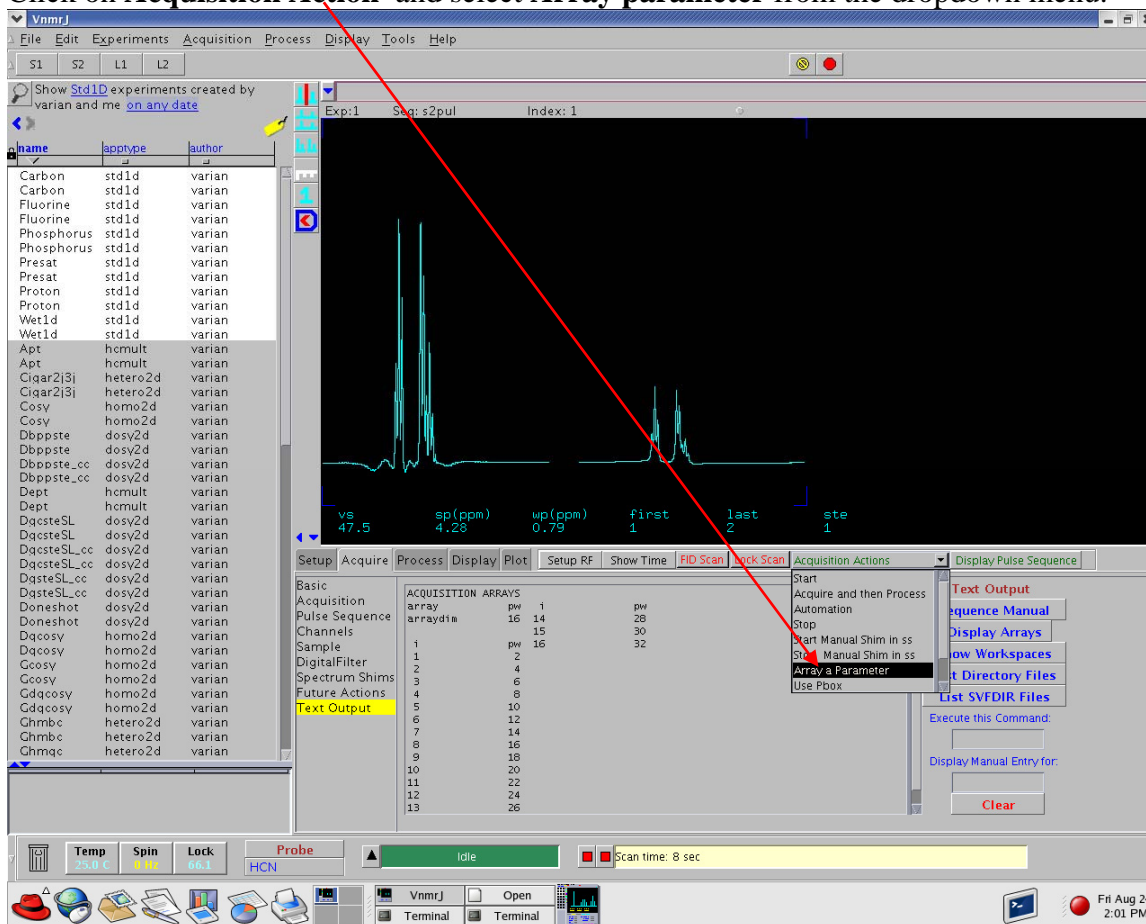 Click on Acquisition Action and select Array parameter from the dropdown menu.
VnmrJ
File Edit Experiments Acquisition Process Display Tools Help
S1 S2 L1 L2
Show Std1D experiments created by
varian and me on any date
Exp:1 Seq: s2pul Index: 1
name apptype author
Carbon std1d varian
Carbon std1d varian
Fluorine std1d varian
Fluorine std1d varian
Phosphorus std1d varian
Phosphorus std1d varian
Presat std1d varian
Presat std1d varian
Proton std1d varian
Proton std1d varian
Wet1d std1d varian
Wet1d std1d varian
Apt hcmult varian
Apt hcmult varian
Cigar2j3j hetero2d varian
Cigar2j3j hetero2d varian
Cosy homo2d varian
Cosy homo2d varian
Dbppste dosy2d varian
Dbppste dosy2d varian
Dbppste_cc dosy2d varian
Dbppste_cc dosy2d varian
Dept hcmult varian
Dept hcmult varian
DgcsteSL dosy2d varian
DgcsteSL dosy2d varian
DgcsteSL_cc dosy2d varian
DgcsteSL_cc dosy2d varian
DgsteSL_cc dosy2d varian
DgsteSL_cc dosy2d varian
Doneshot dosy2d varian
Doneshot dosy2d varian
Dqcosy homo2d varian
Dqcosy homo2d varian
Gcosy homo2d varian
Gcosy homo2d varian
Gdqcosy homo2d varian
Gdqcosy homo2d varian
Ghmbc hetero2d varian
Ghmbc hetero2d varian
Ghmqc hetero2d varian
vs sp(ppm) wp(ppm) first last ste
47.5 4.28 0.79 1 2 1
Setup Acquire Process Display Plot Setup RF Show Time FID Scan Lock Scan Acquisition Actions Display Pulse Sequence
Basic
Acquisition
Pulse Sequence
Channels
Sample
DigitalFilter
Spectrum Shims
Future Actions
Text Output
ACQUISITION ARRAYS
array pw i pw
arraydim 16 14 28
15 30
i pw 16 32
1 2
2 4
3 6
4 8
5 10
6 12
7 14
8 16
9 18
10 20
11 22
12 24
13 26
Start
Acquire and then Process
Automation
Stop
Start Manual Shim in ss
Stop Manual Shim in ss
Array a Parameter
Use Pbox
Text Output
equence Manual
Display Arrays
ow Workspaces
t Directory Files
List SVFDIR Files
Execute this Command:
Display Manual Entry for:
Clear
Temp Spin Lock Probe
25.0 C 0 Hz 66.1 HCN
Idle
Scan time: 8 sec
VnmrJ Open
Terminal Terminal
Fri Aug 2
2:01 PM